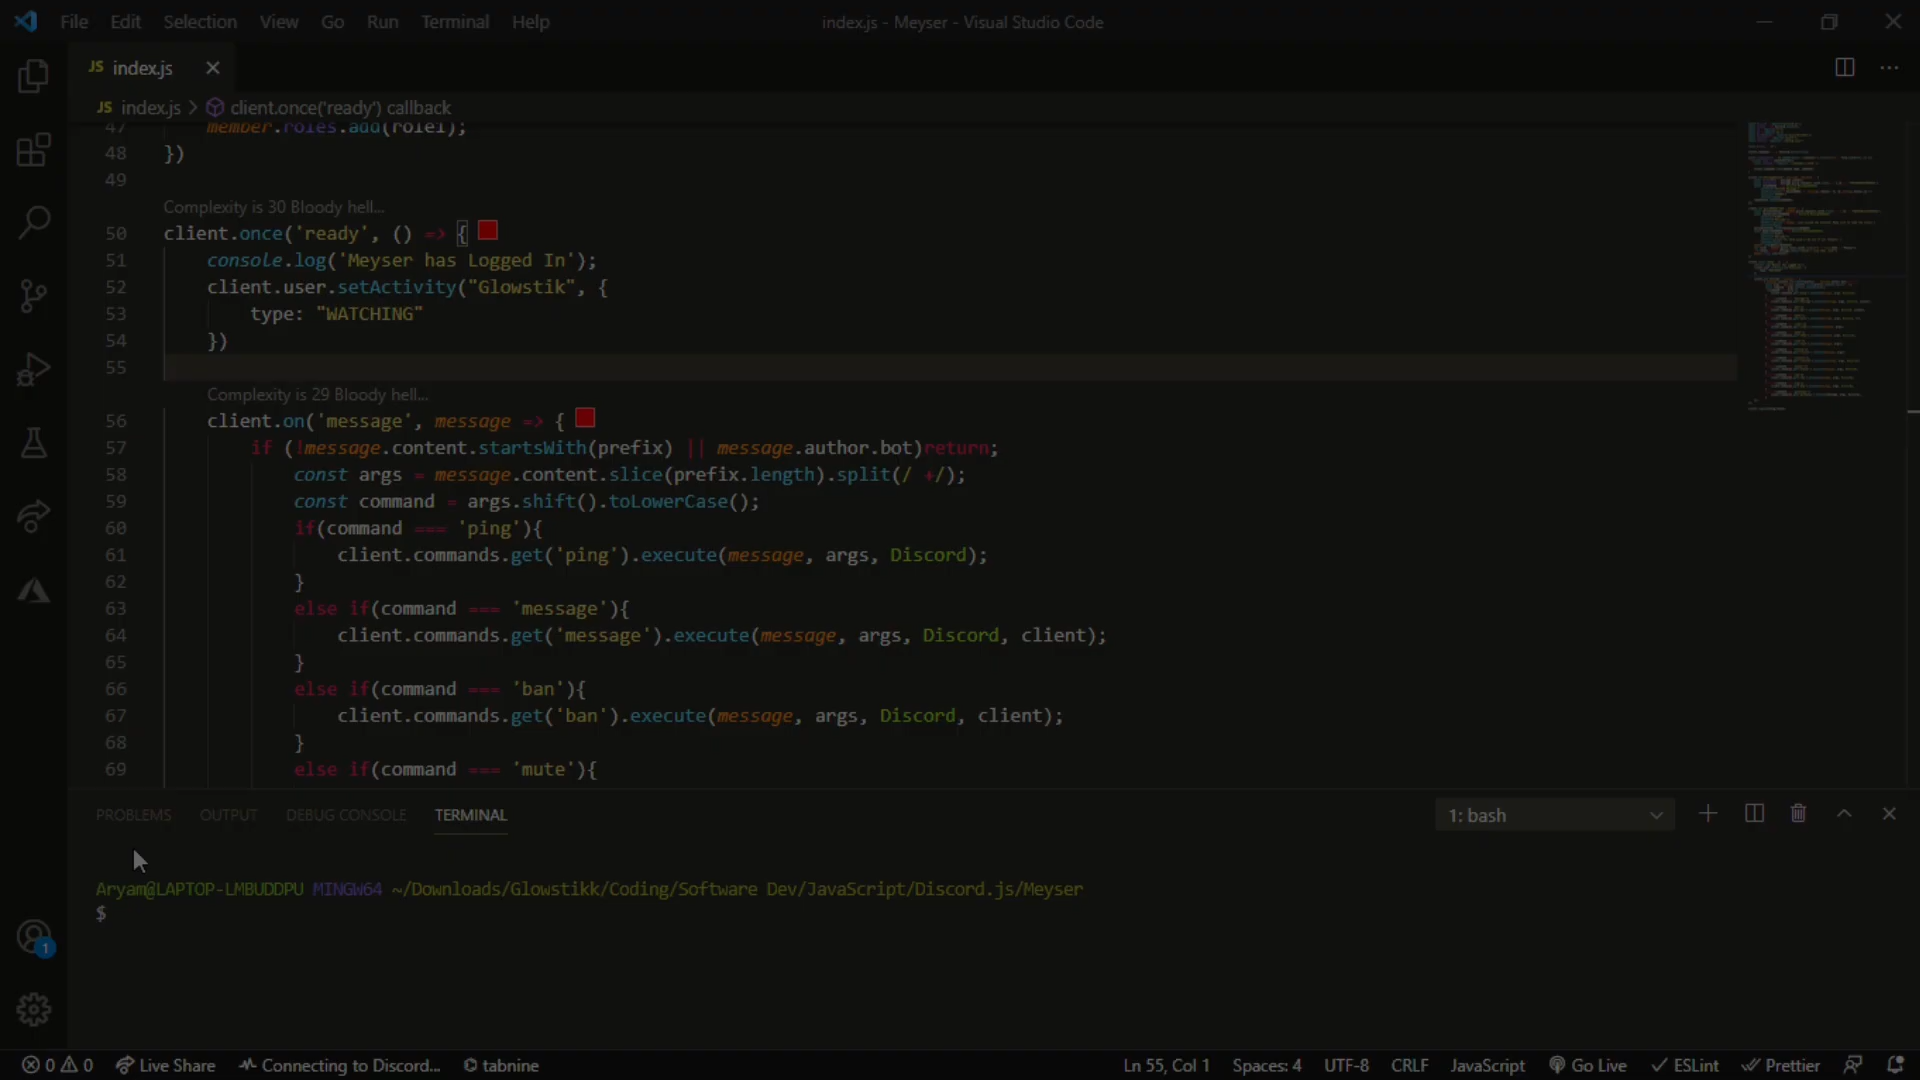 File Edit Selection View Go Run Terminal Help
index.js - Meyser - Visual Studio Code
JS index.js
JS index.js > client.once('ready') callback
47 member.roles.add(role1);
48 })
49
Complexity is 30 Bloody hell...
50 client.once('ready', () => {
51 console.log('Meyser has Logged In');
52 client.user.setActivity("Glowstik", {
53 type: "WATCHING"
54 })
55
Complexity is 29 Bloody hell...
56 client.on('message', message => {
57 if (!message.content.startsWith(prefix) || message.author.bot)return;
58 const args = message.content.slice(prefix.length).split(/ +/);
59 const command = args.shift().toLowerCase();
60 if(command === 'ping'){
61 client.commands.get('ping').execute(message, args, Discord);
62 }
63 else if(command === 'message'){
64 client.commands.get('message').execute(message, args, Discord, client);
65 }
66 else if(command === 'ban'){
67 client.commands.get('ban').execute(message, args, Discord, client);
68 }
69 else if(command === 'mute'){
PROBLEMS OUTPUT DEBUG CONSOLE TERMINAL
1: bash
Aryam@LAPTOP-LMBUDDPU MINGW64 ~/Downloads/Glowstikk/Coding/Software Dev/JavaScript/Discord.js/Meyser
$
1
0 0 Live Share Connecting to Discord... tabnine
Ln 55, Col 1 Spaces: 4 UTF-8 CRLF JavaScript Go Live ESLint Prettier